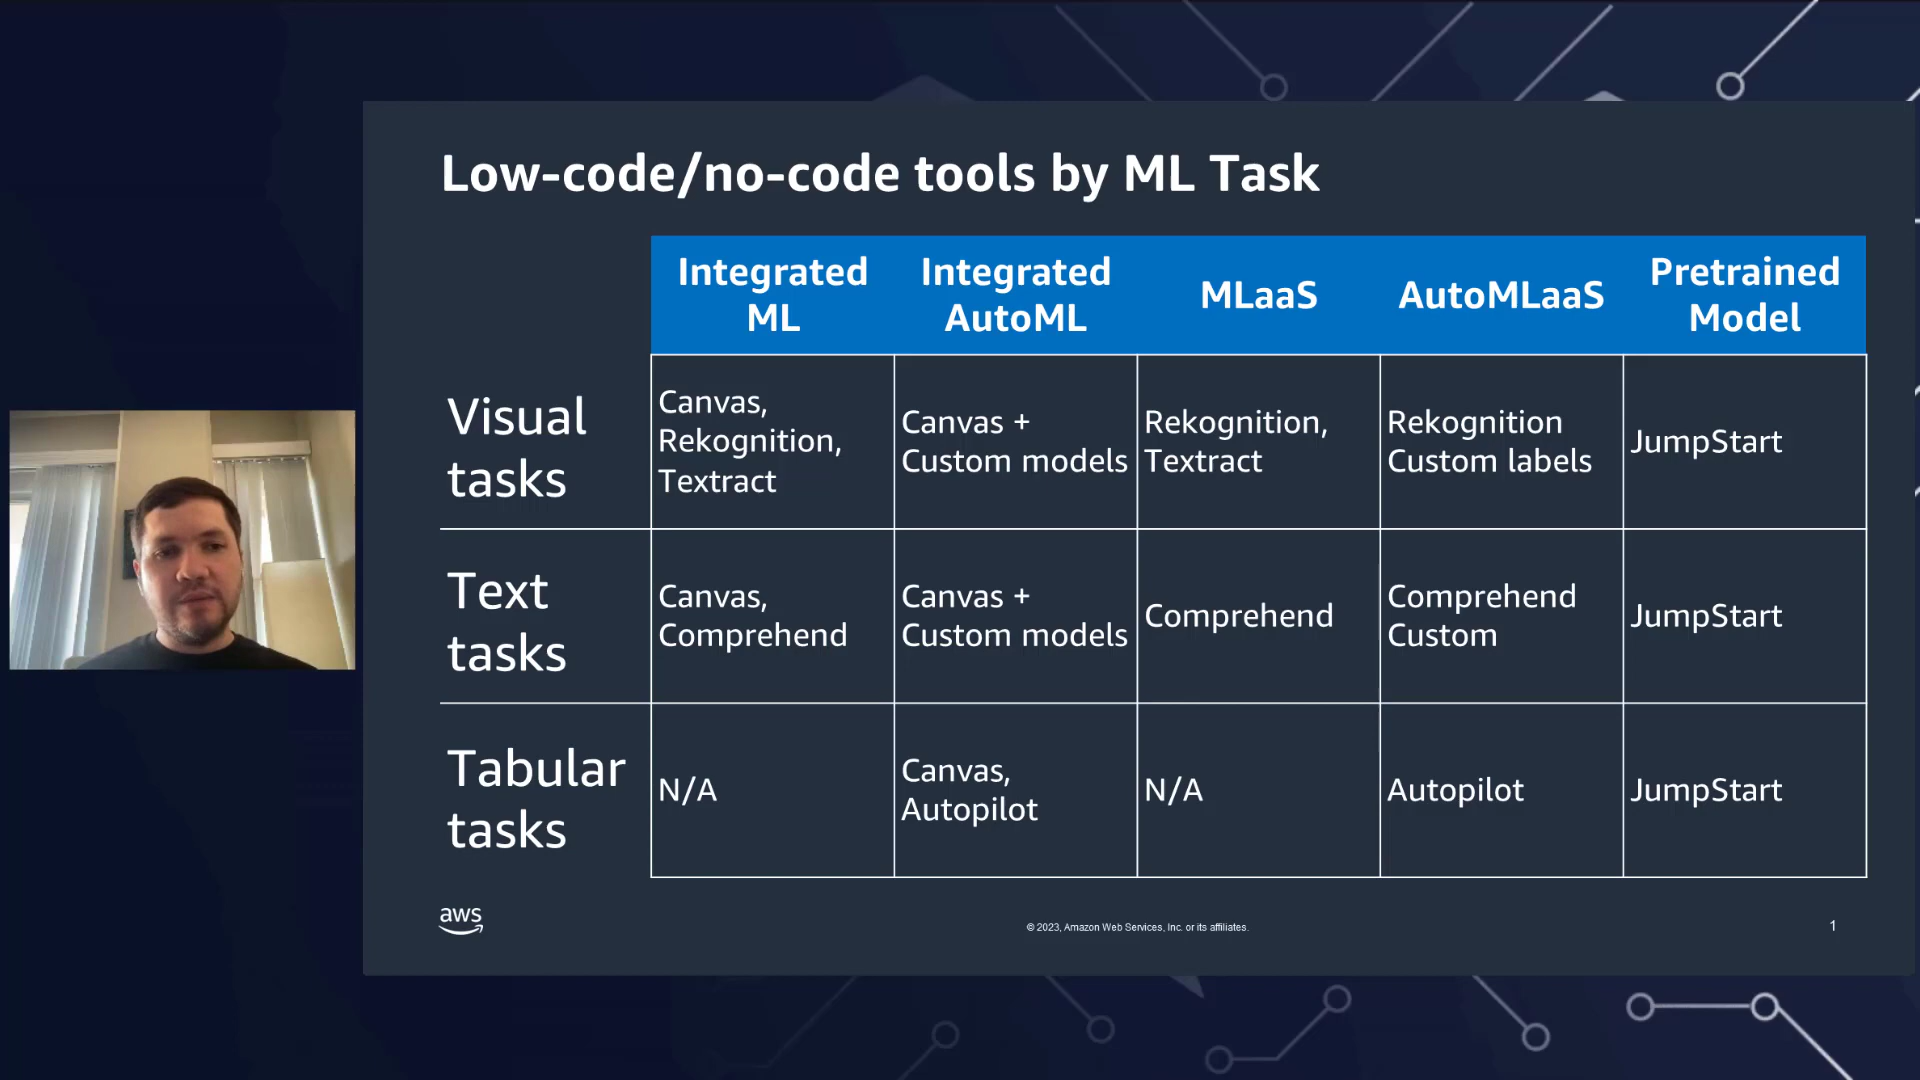 Low-code/no-code tools by ML Task
Integrated
ML
Integrated
AutoML
MLaaS
AutoMLaaS
Pretrained
Model
Visual
tasks
Canvas,
Rekognition,
Textract
Canvas +
Custom models
Rekognition,
Textract
Rekognition
Custom labels
JumpStart
Text
tasks
Canvas,
Comprehend
Canvas +
Custom models
Comprehend
Comprehend
Custom
JumpStart
Tabular
tasks
N/A
Canvas,
Autopilot
N/A
Autopilot
JumpStart
aws
© 2023, Amazon Web Services, Inc. or its affiliates.
1